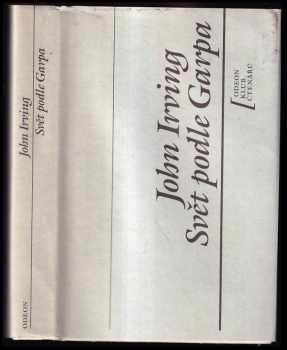 John Irving
Svět podle Garpa
ODEON
John Irving
Svět podle Garpa
ODEON
KLUB
ČTENÁŘŮ